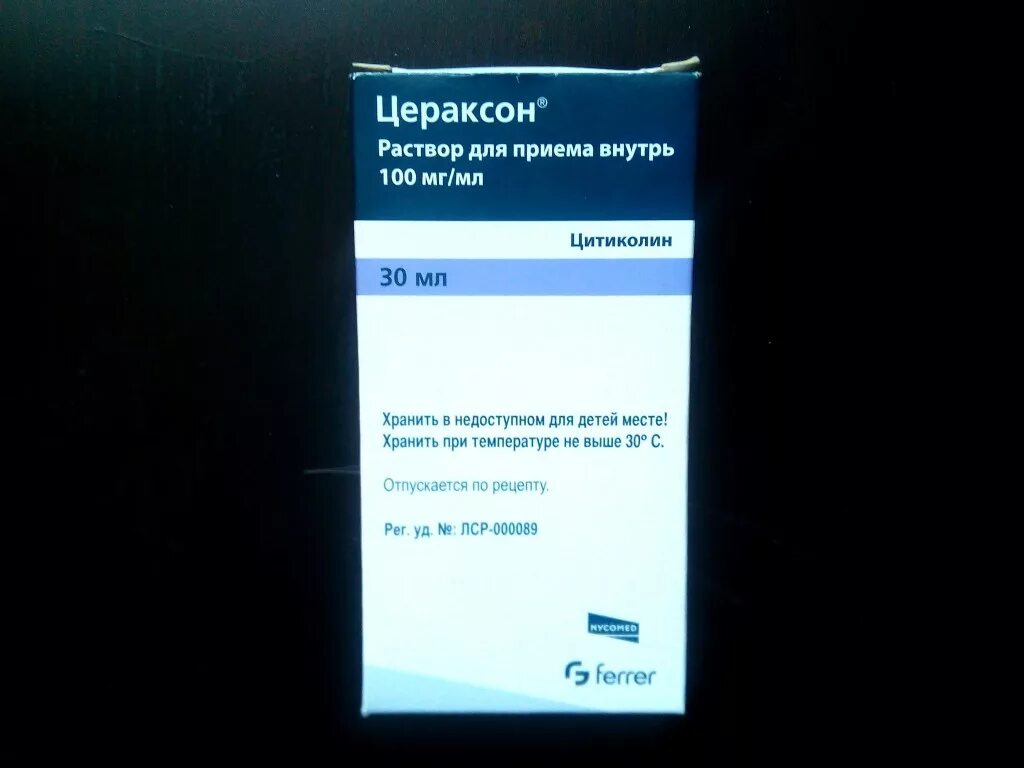 Цераксон®
Раствор для приема внутрь
100 мг/мл
Цитиколин
30 мл
Хранить в недоступном для детей месте!
Хранить при температуре не выше 30° С.
Отпускается по рецепту.
Рег. уд. №: ЛСР-000089
NYCOMED
ferrer